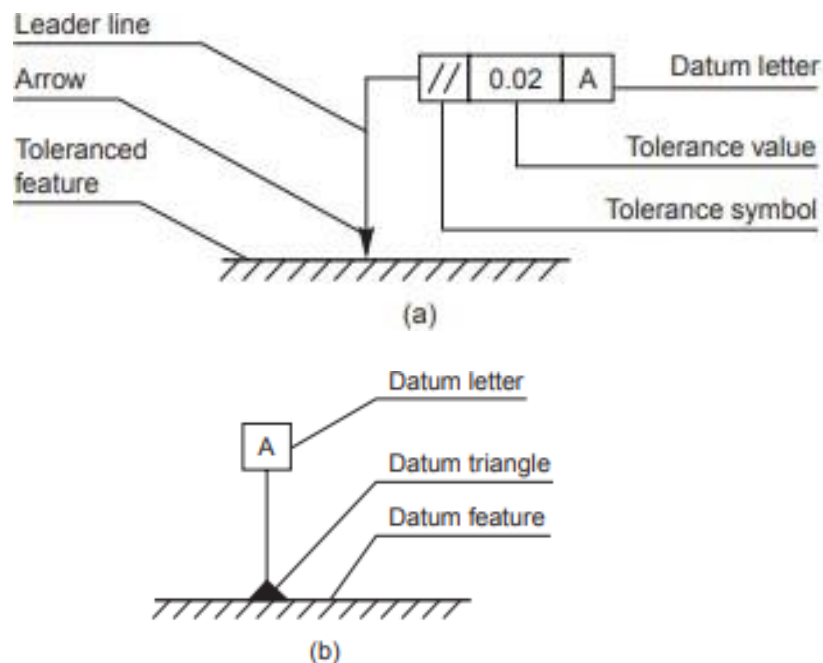 Leader line
Arrow
Toleranced
feature
// 0.02 A
Datum letter
Tolerance value
Tolerance symbol
(a)
Datum letter
A
Datum triangle
Datum feature
(b)